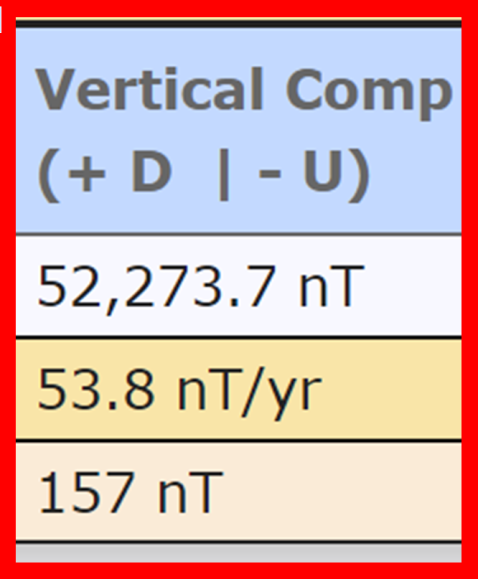 Vertical Comp
(+ D | - U)
52,273.7 nT
53.8 nT/yr
157 nT